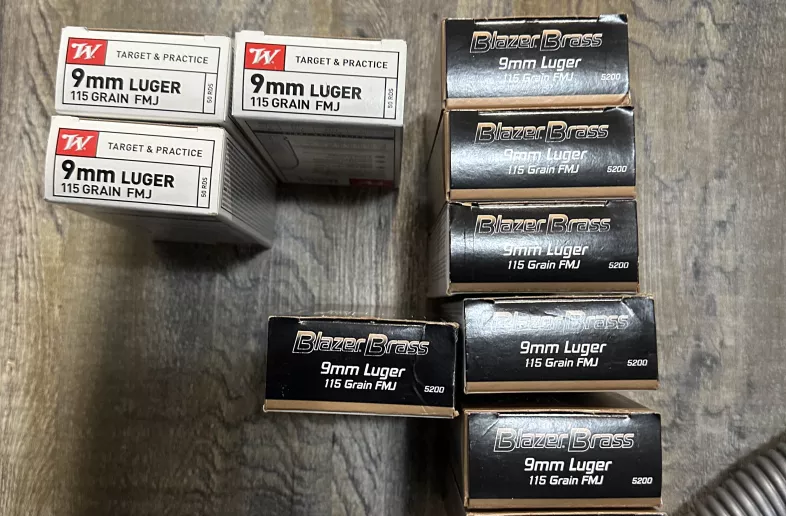 W
TARGET & PRACTICE
9mm LUGER
115 GRAIN FMJ
50 RDS
W
TARGET & PRACTICE
9mm LUGER
115 GRAIN FMJ
50 RDS
W
TARGET & PRACTICE
9mm LUGER
115 GRAIN FMJ
50 RDS
Blazer Brass
9mm Luger
115 Grain FMJ
5200
Blazer Brass
9mm Luger
115 Grain FMJ
5200
Blazer Brass
9mm Luger
115 Grain FMJ
5200
Blazer Brass
9mm Luger
115 Grain FMJ
5200
Blazer Brass
9mm Luger
115 Grain FMJ
5200
Blazer Brass
9mm Luger
115 Grain FMJ
5200